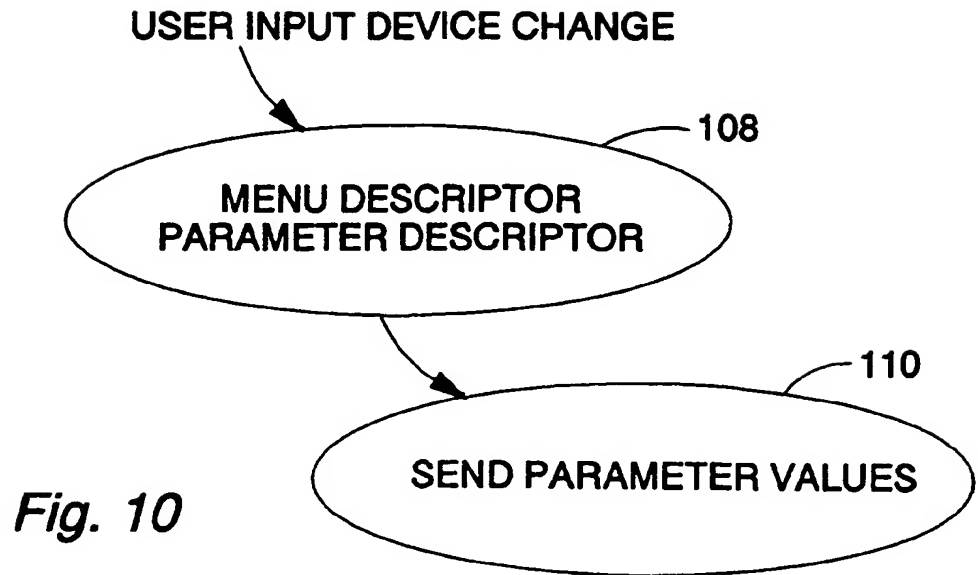 USER INPUT DEVICE CHANGE
108
MENU DESCRIPTOR
PARAMETER DESCRIPTOR
110
SEND PARAMETER VALUES
Fig. 10